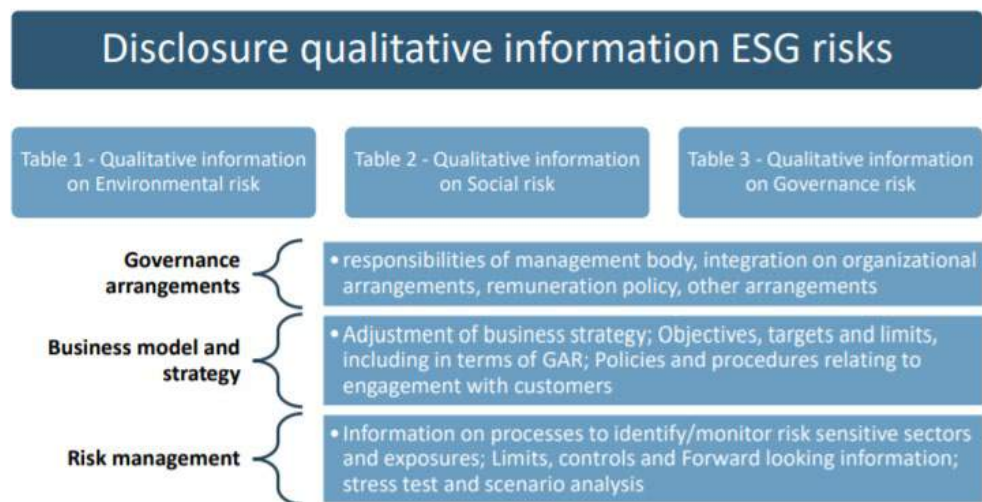 Disclosure qualitative information ESG risks
Table 1 - Qualitative information
on Environmental risk
Table 2 - Qualitative information
on Social risk
Table 3 - Qualitative information
on Governance risk
Governance
arrangements
• responsibilities of management body, integration on organizational
arrangements, remuneration policy, other arrangements
Business model and
strategy
• Adjustment of business strategy; Objectives, targets and limits,
including in terms of GAR; Policies and procedures relating to
engagement with customers
Risk management
• Information on processes to identify/monitor risk sensitive sectors
and exposures; Limits, controls and Forward looking information;
stress test and scenario analysis